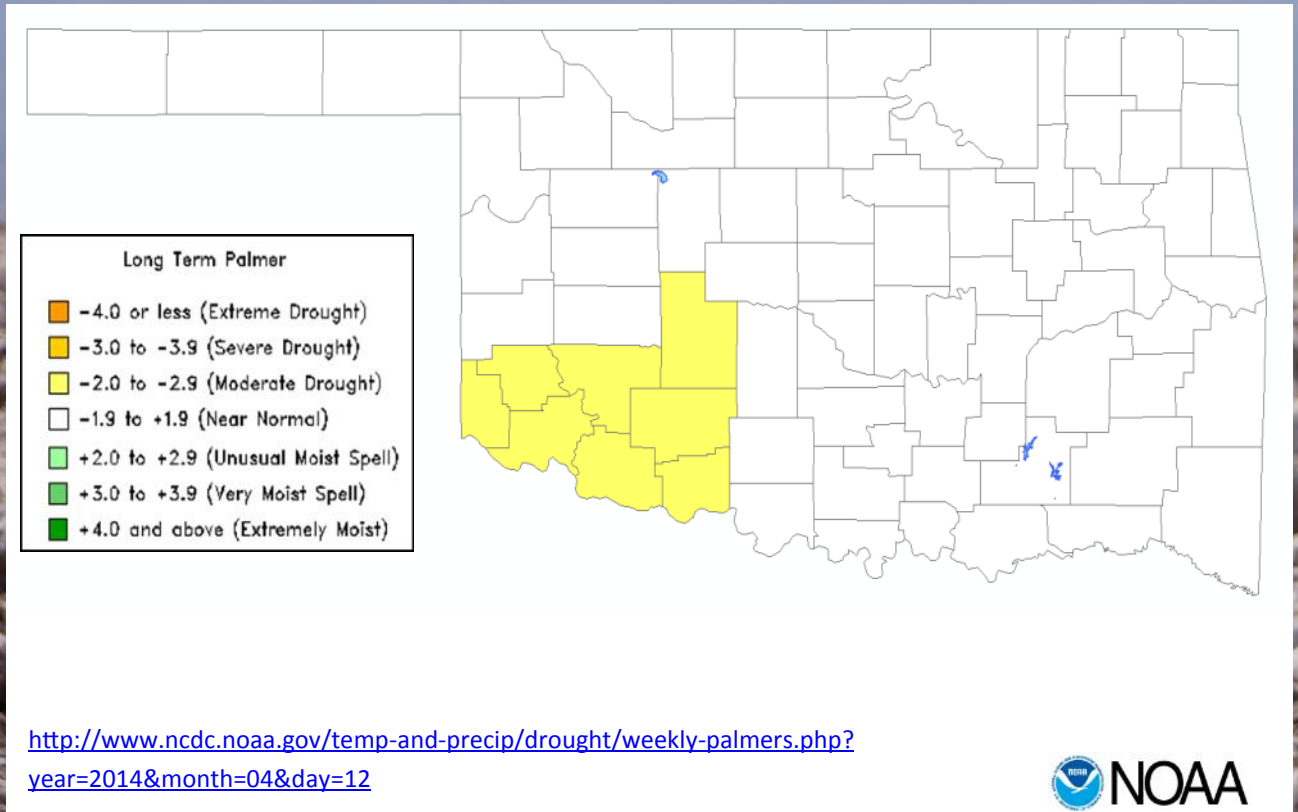 Long Term Palmer
-4.0 or less (Extreme Drought)
-3.0 to -3.9 (Severe Drought)
-2.0 to -2.9 (Moderate Drought)
-1.9 to +1.9 (Near Normal)
+2.0 to +2.9 (Unusual Moist Spell)
+3.0 to +3.9 (Very Moist Spell)
+4.0 and above (Extremely Moist)
http://www.ncdc.noaa.gov/temp-and-precip/drought/weekly-palmers.php?
year=2014&month=04&day=12
NOAA